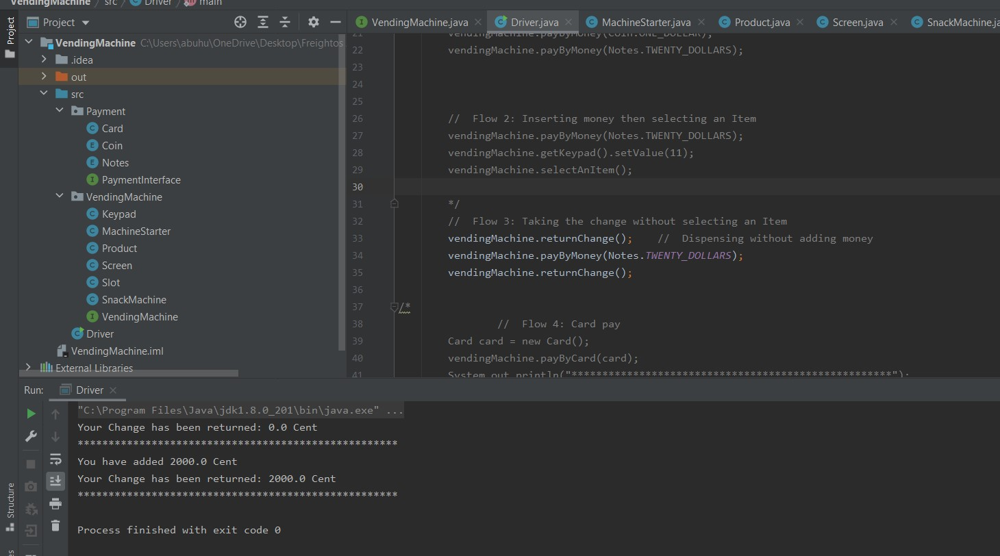 VendingMachine / src / Driver / main
Project
Project
VendingMachine.java
Driver.java
MachineStarter.java
Product.java
Screen.java
SnackMachine.ja
VendingMachine C:\Users\abuhu\OneDrive\Desktop\Freightos
.idea
out
src
Payment
Card
Coin
Notes
PaymentInterface
VendingMachine
Keypad
MachineStarter
Product
Screen
Slot
SnackMachine
VendingMachine
Driver
VendingMachine.iml
External Libraries
21 vendingMachine.payByMoney(Coin.ONE_DOLLAR);
22 vendingMachine.payByMoney(Notes.TWENTY_DOLLARS);
23
24
25
26 //  Flow 2: Inserting money then selecting an Item
27 vendingMachine.payByMoney(Notes.TWENTY_DOLLARS);
28 vendingMachine.getKeypad().setValue(11);
29 vendingMachine.selectAnItem();
30
31 */
32 //  Flow 3: Taking the change without selecting an Item
33 vendingMachine.returnChange();    //  Dispensing without adding money
34 vendingMachine.payByMoney(Notes.TWENTY_DOLLARS);
35 vendingMachine.returnChange();
36
37 /*
38 //  Flow 4: Card pay
39 Card card = new Card();
40 vendingMachine.payByCard(card);
41 System.out.println("****************************************************");
Run: Driver
"C:\Program Files\Java\jdk1.8.0_201\bin\java.exe" ...
Your Change has been returned: 0.0 Cent
****************************************************
You have added 2000.0 Cent
Your Change has been returned: 2000.0 Cent
****************************************************
Process finished with exit code 0
Structure